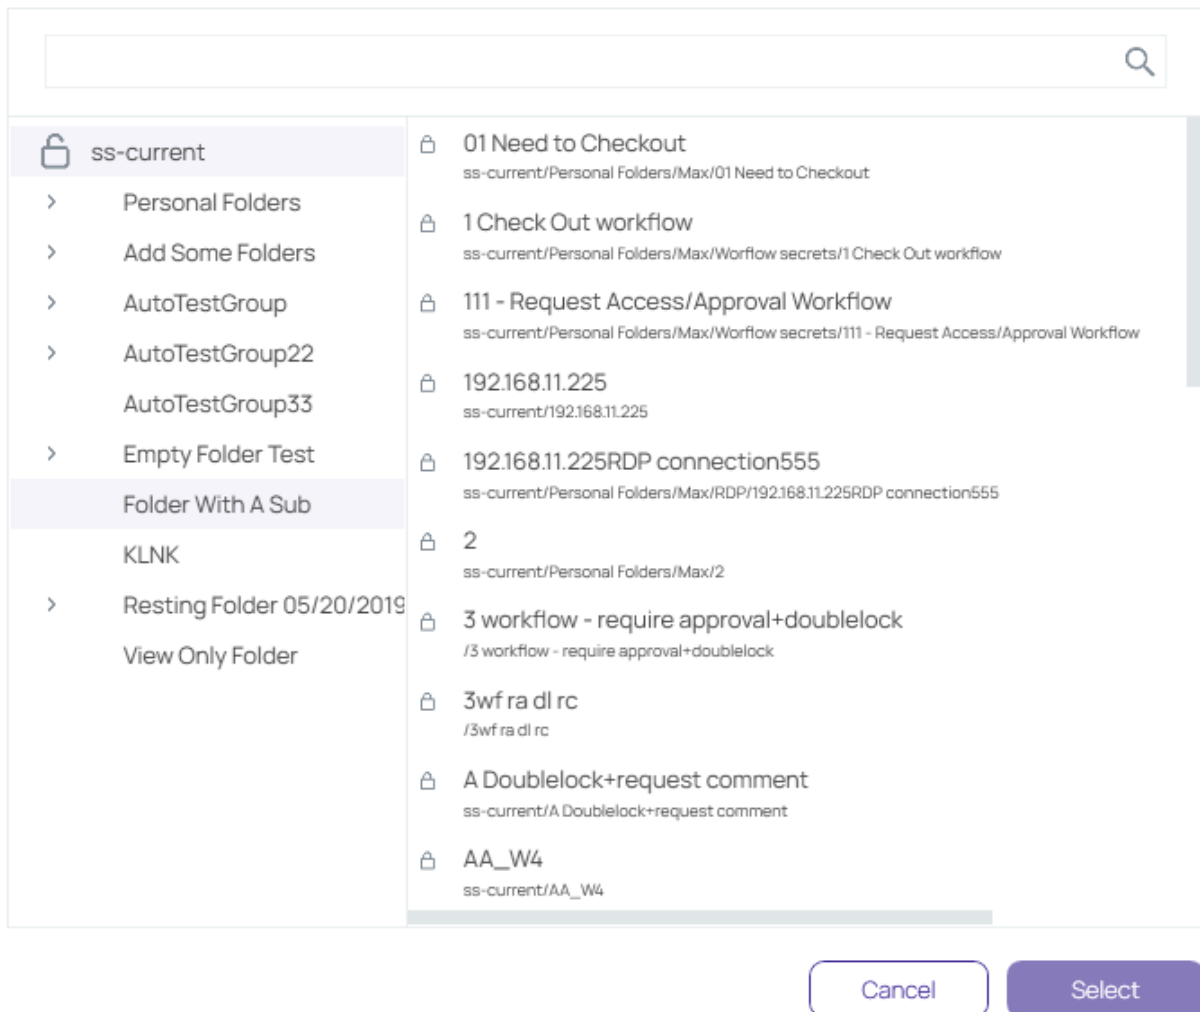 ss-current
Personal Folders
Add Some Folders
AutoTestGroup
AutoTestGroup22
AutoTestGroup33
Empty Folder Test
Folder With A Sub
KLNK
Resting Folder 05/20/2019
View Only Folder
01 Need to Checkout
ss-current/Personal Folders/Max/01 Need to Checkout
1 Check Out workflow
ss-current/Personal Folders/Max/Worflow secrets/1 Check Out workflow
111 - Request Access/Approval Workflow
ss-current/Personal Folders/Max/Worflow secrets/111 - Request Access/Approval Workflow
192.168.11.225
ss-current/192.168.11.225
192.168.11.225RDP connection555
ss-current/Personal Folders/Max/RDP/192.168.11.225RDP connection555
2
ss-current/Personal Folders/Max/2
3 workflow - require approval+doublelock
/3 workflow - require approval+doublelock
3wf ra dl rc
/3wf ra dl rc
A Doublelock+request comment
ss-current/A Doublelock+request comment
AA_W4
ss-current/AA_W4
Cancel
Select